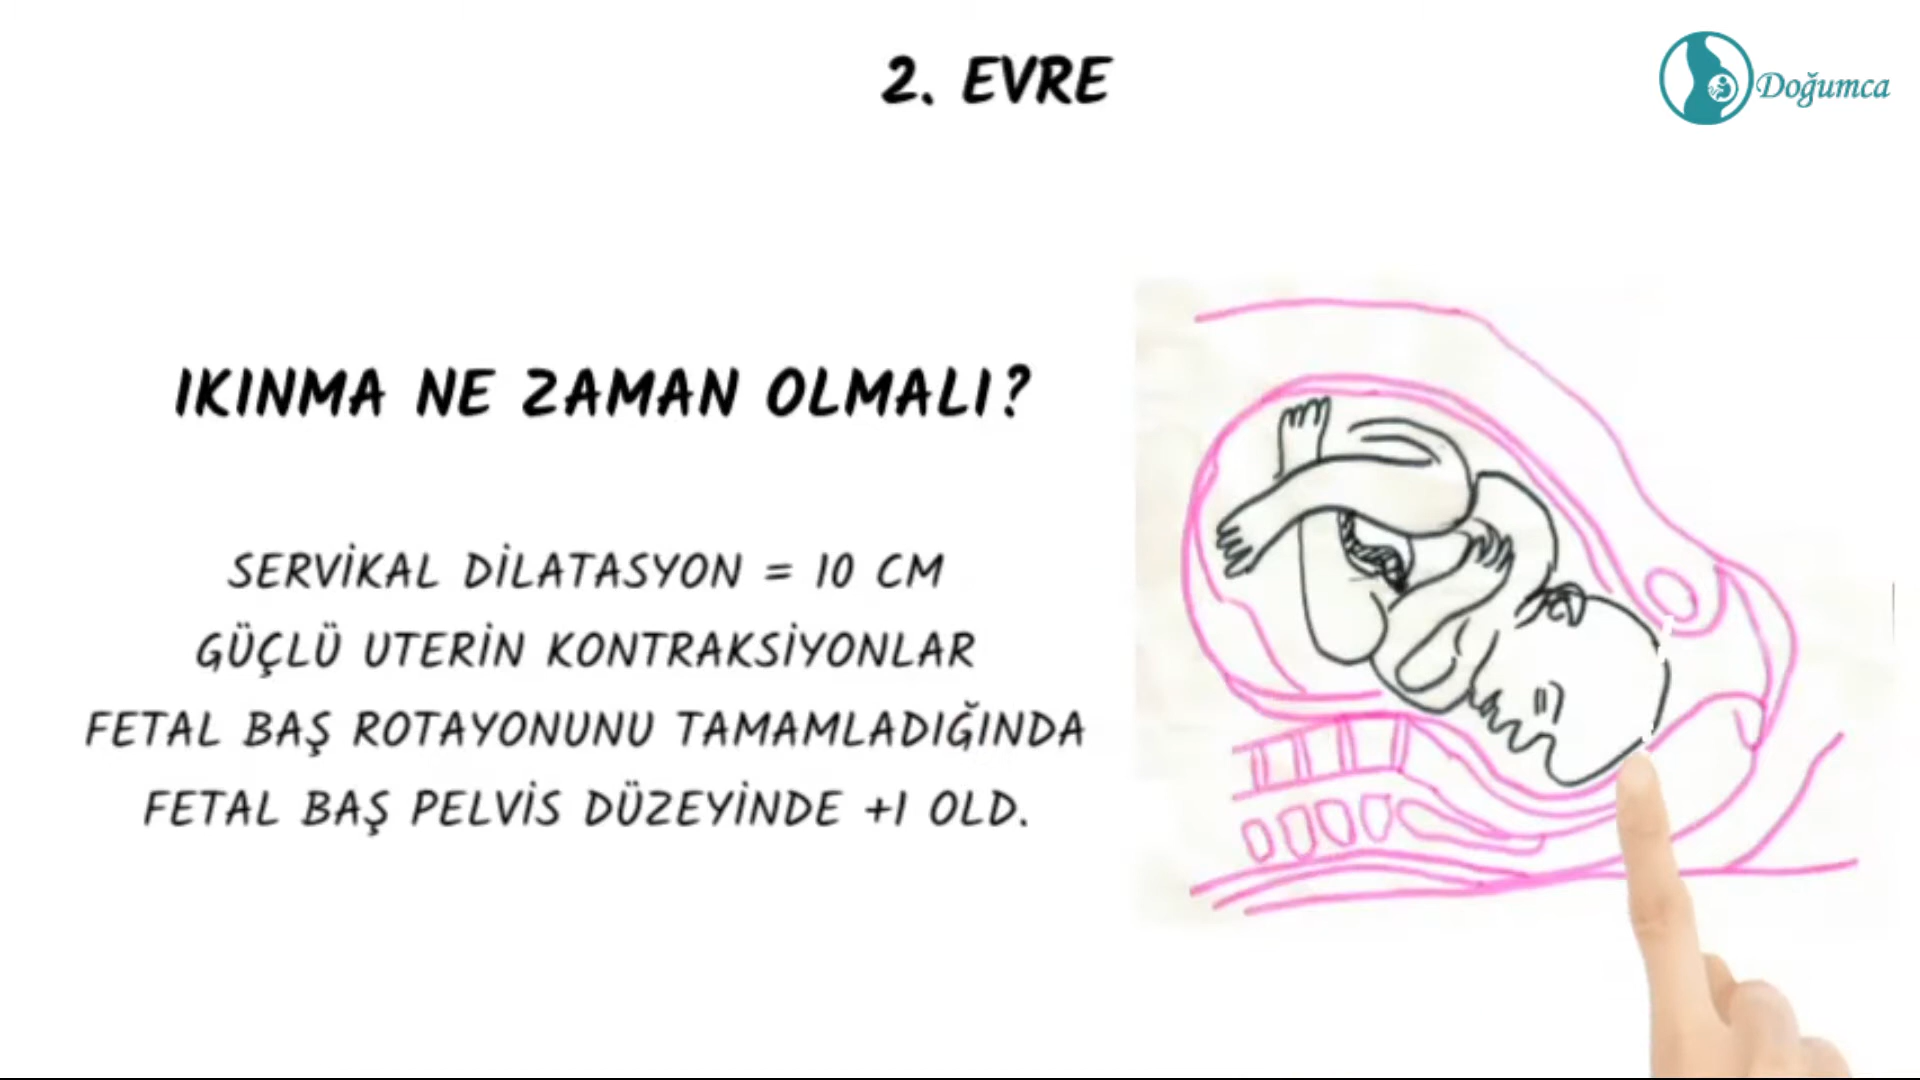 2. EVRE
Doğumca
IKINMA NE ZAMAN OLMALI?
SERVİKAL DİLATASYON = 10 CM
GÜÇLÜ UTERİN KONTRAKSİYONLAR
FETAL BAŞ ROTAYONUNU TAMAMLADIĞINDA
FETAL BAŞ PELVİS DÜZEYİNDE +1 OLD.